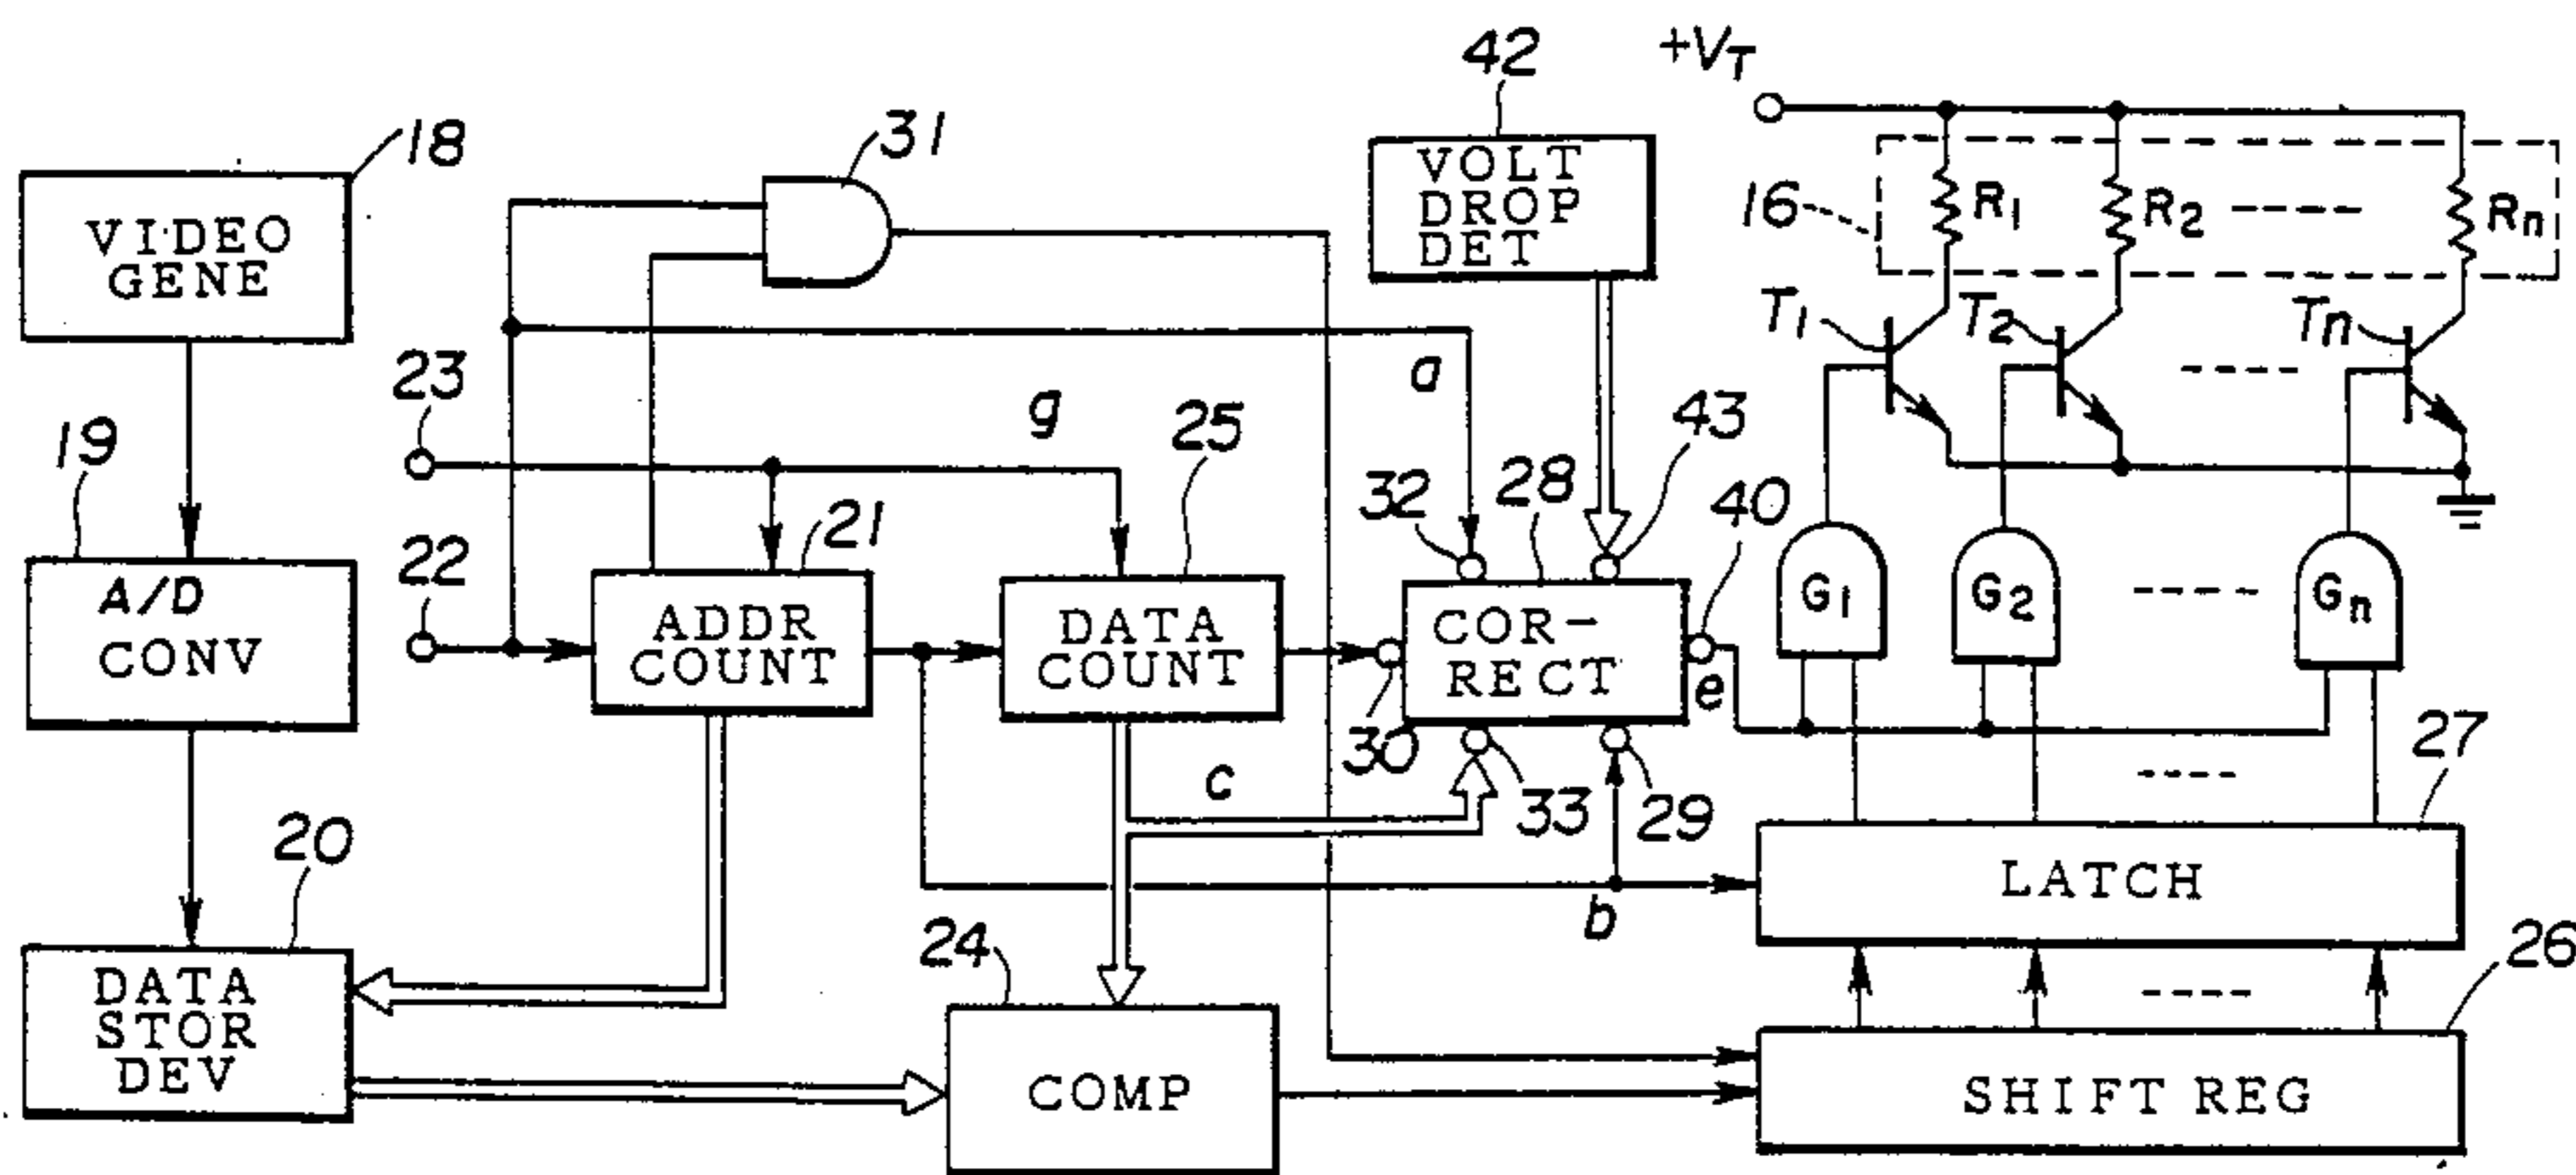 42
+VT
18
31
VIDEO
GENE
VOLT
DROP
DET
16
R1
R2
Rn
T1
T2
Tn
23
a
g
25
43
19
28
40
32
21
22
A/D
CONV
ADDR
COUNT
DATA
COUNT
COR-
RECT
G1
G2
Gn
e
30
27
c
33
29
20
LATCH
b
24
26
DATA
STOR
DEV
COMP
SHIFT REG